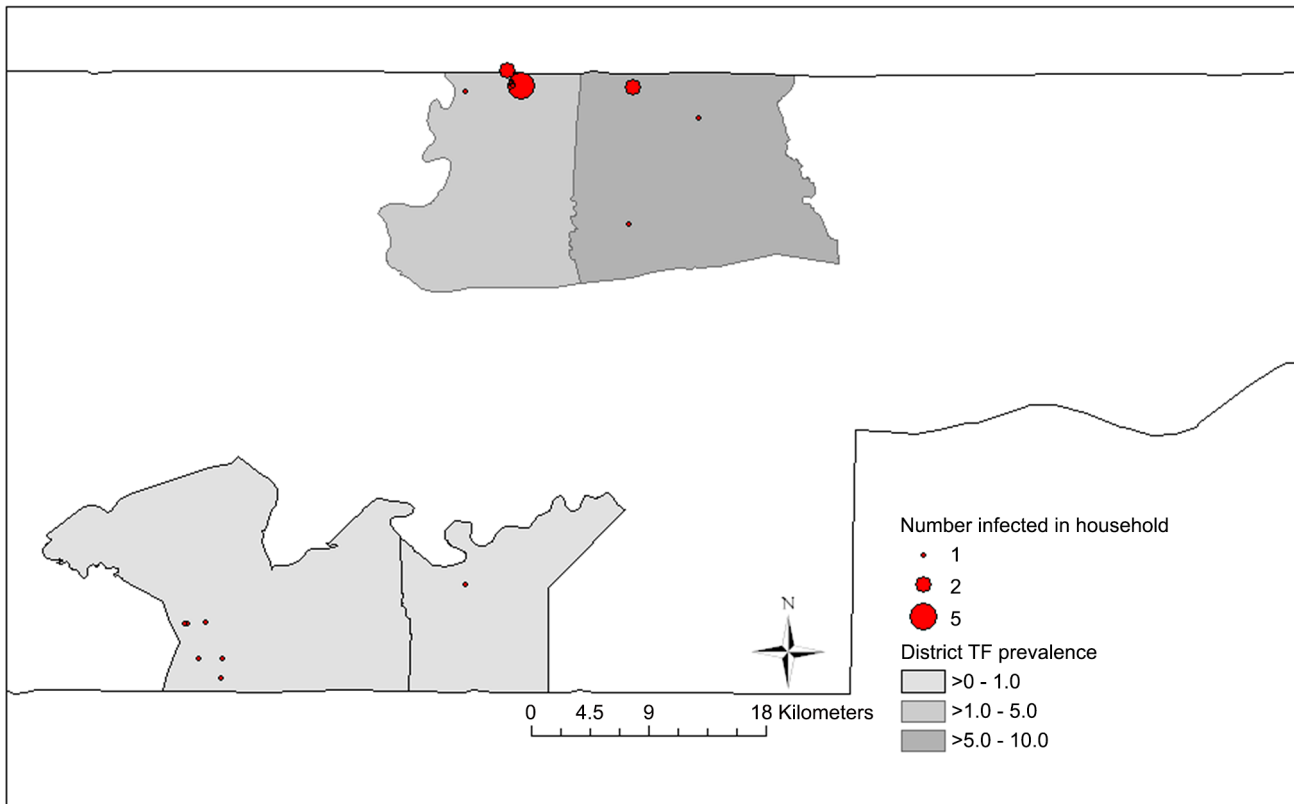 Number infected in household
1
2
5
N
District TF prevalence
>0 - 1.0
>1.0 - 5.0
>5.0 - 10.0
0 4.5 9 18 Kilometers